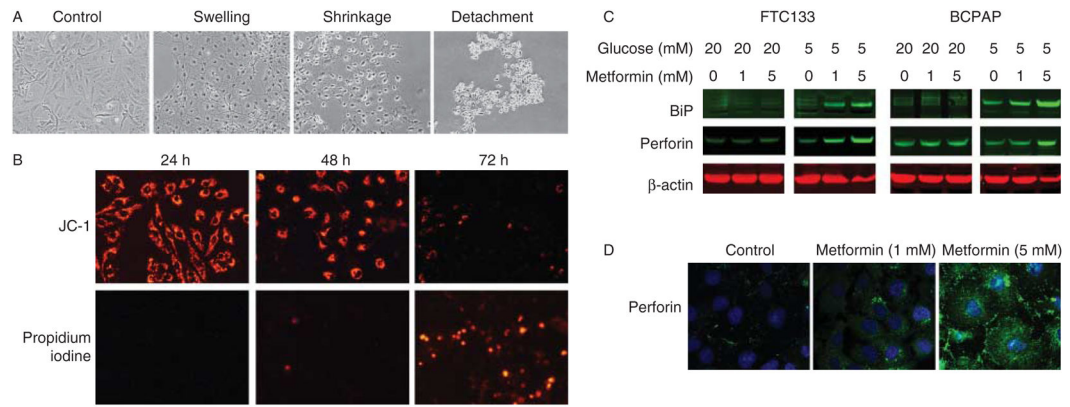 A
Control
Swelling
Shrinkage
Detachment
B
24 h
48 h
72 h
JC-1
Propidium
iodine
C
FTC133
BCPAP
Glucose (mM)
20 20 20 5 5 5 20 20 20 5 5 5
Metformin (mM)
0 1 5 0 1 5 0 1 5 0 1 5
BiP
Perforin
β-actin
D
Control
Metformin (1 mM)
Metformin (5 mM)
Perforin